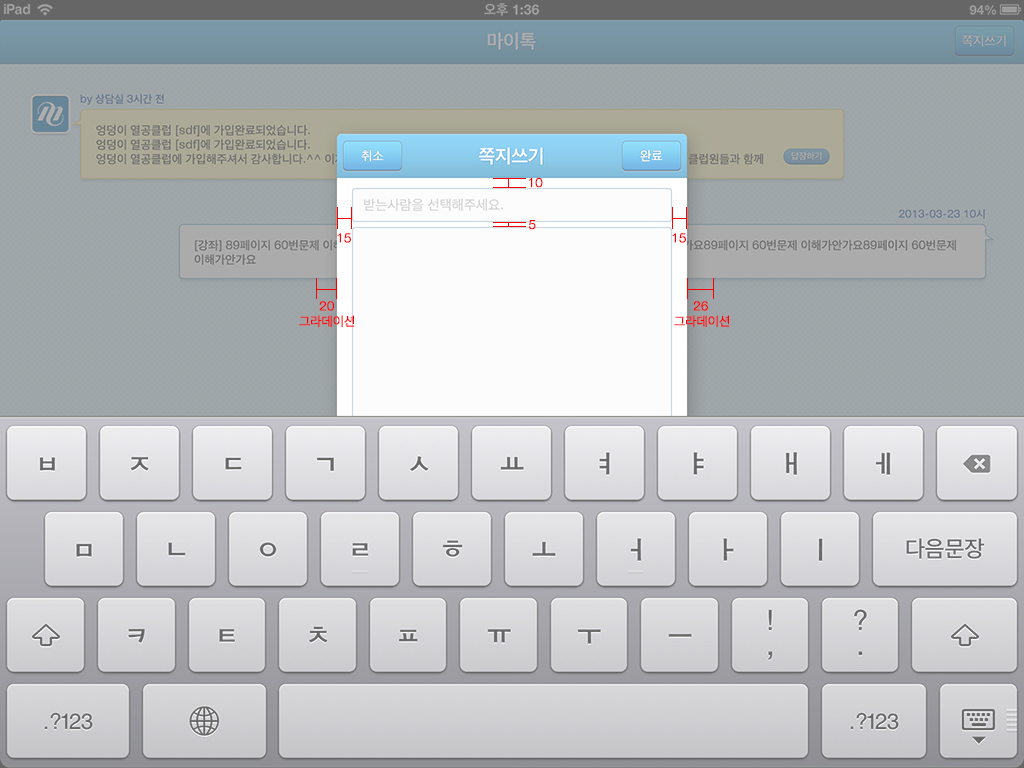 iPad 오후 1:36 94%
마이톡 쪽지쓰기
by 상담실 3시간 전
엉덩이 열공클럽 [sdf]에 가입완료되었습니다.
엉덩이 열공클럽 [sdf]에 가입완료되었습니다.
엉덩이 열공클럽에 가입해주셔서 감사합니다.^^ 클럽원들과 함께 답장하기
취소 쪽지쓰기 완료
10
받는사람을 선택해주세요.
2013-03-23 10시
5
15 15
[강좌] 89페이지 60번문제 89페이지 60번문제 이해가안가요89페이지 60번문제
이해가안가요
20 26
그라데이션 그라데이션
ㅂ ㅈ ㄷ ㄱ ㅅ ㅛ ㅕ ㅑ ㅐ ㅔ
ㅁ ㄴ ㅇ ㄹ ㅎ ㅗ ㅓ ㅏ ㅣ 다음문장
ㅋ ㅌ ㅊ ㅍ ㅠ ㅜ ㅡ ! , ? .
.?123 .?123